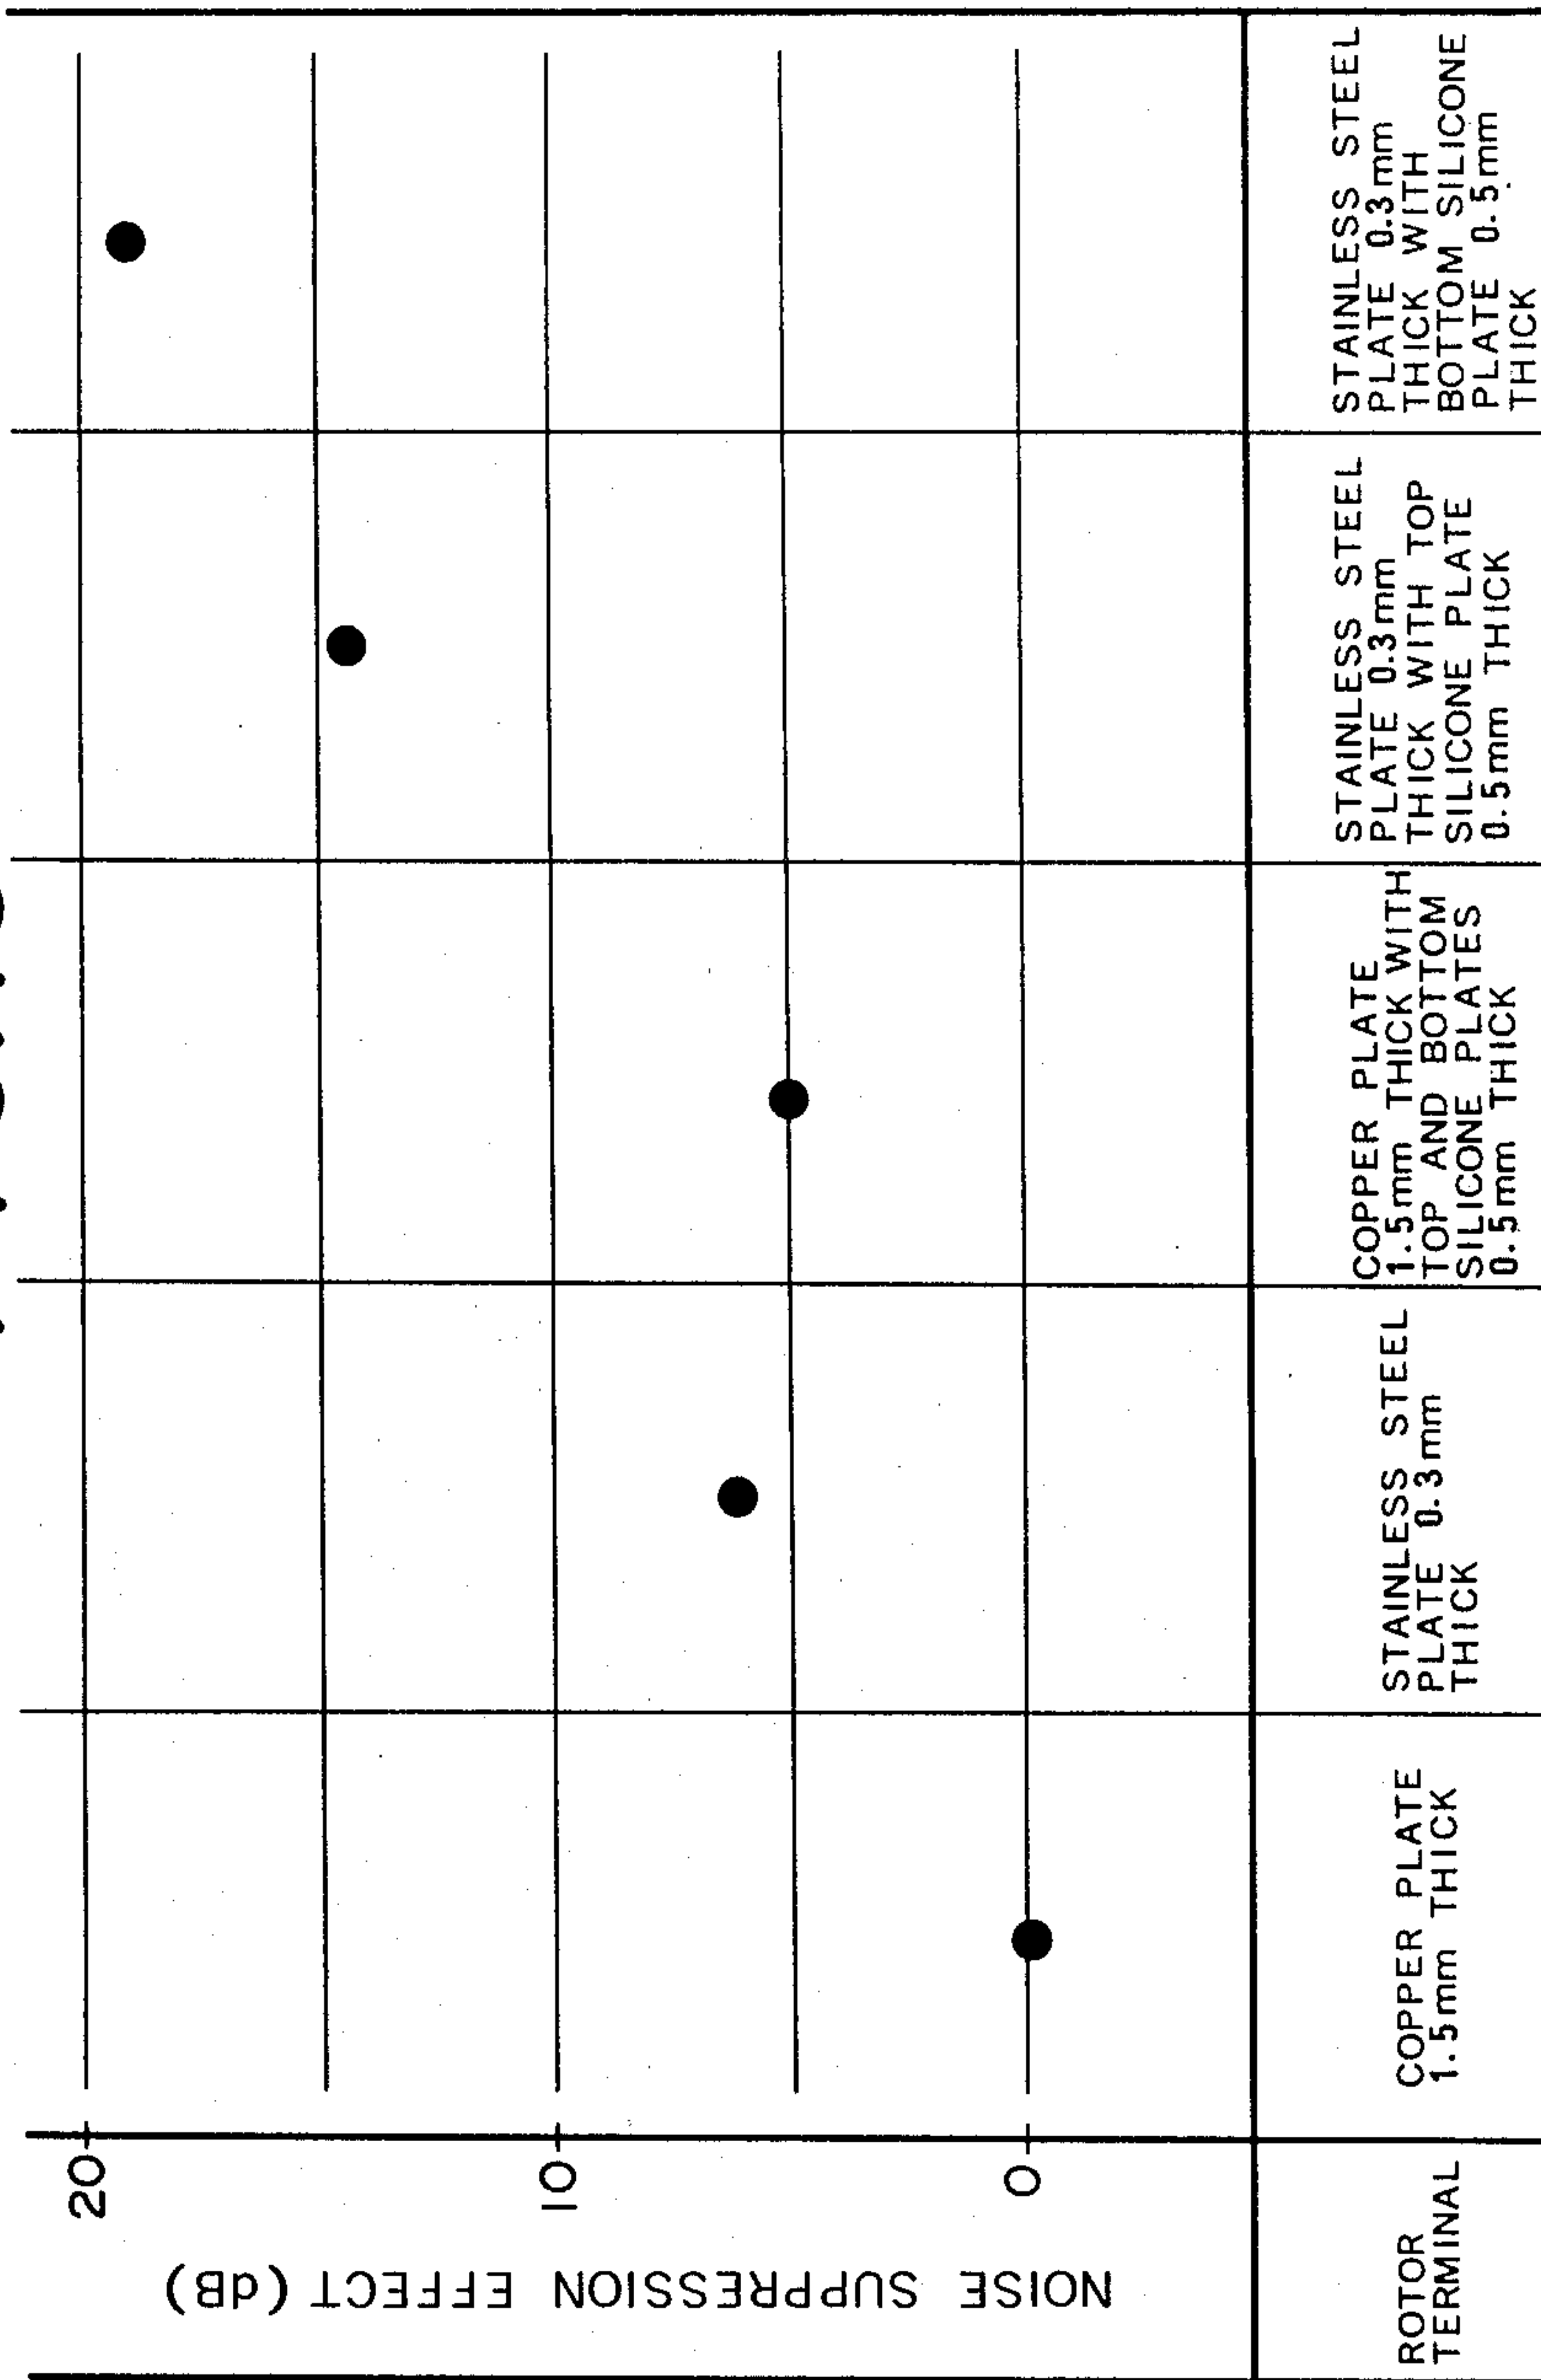 NOISE SUPPRESSION EFFECT (dB)
20
10
0
ROTOR
TERMINAL
COPPER PLATE
1.5mm THICK
STAINLESS STEEL
PLATE 0.3mm
THICK
COPPER PLATE
1.5mm THICK WITH
TOP AND BOTTOM
SILICONE PLATES
0.5mm THICK
STAINLESS STEEL
PLATE 0.3mm
THICK WITH TOP
SILICONE PLATE
0.5mm THICK
STAINLESS STEEL
PLATE 0.3mm
THICK WITH
BOTTOM SILICONE
PLATE 0.5mm
THICK